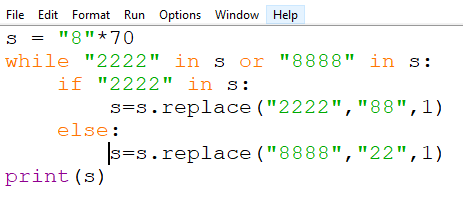 File Edit Format Run Options Window Help
s = "8"*70
while "2222" in s or "8888" in s:
    if "2222" in s:
        s=s.replace("2222","88",1)
    else:
        s=s.replace("8888","22",1)
print(s)